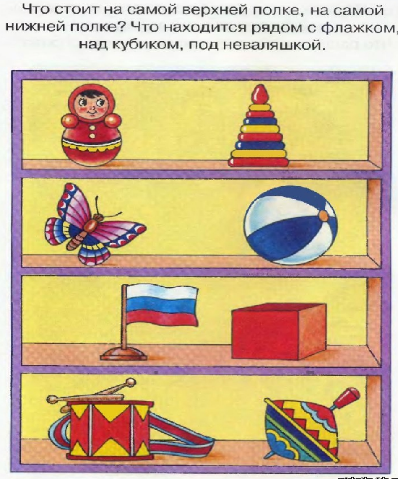 Что стоит на самой верхней полке, на самой
нижней полке? Что находится рядом с флажком,
над кубиком, под неваляшкой.